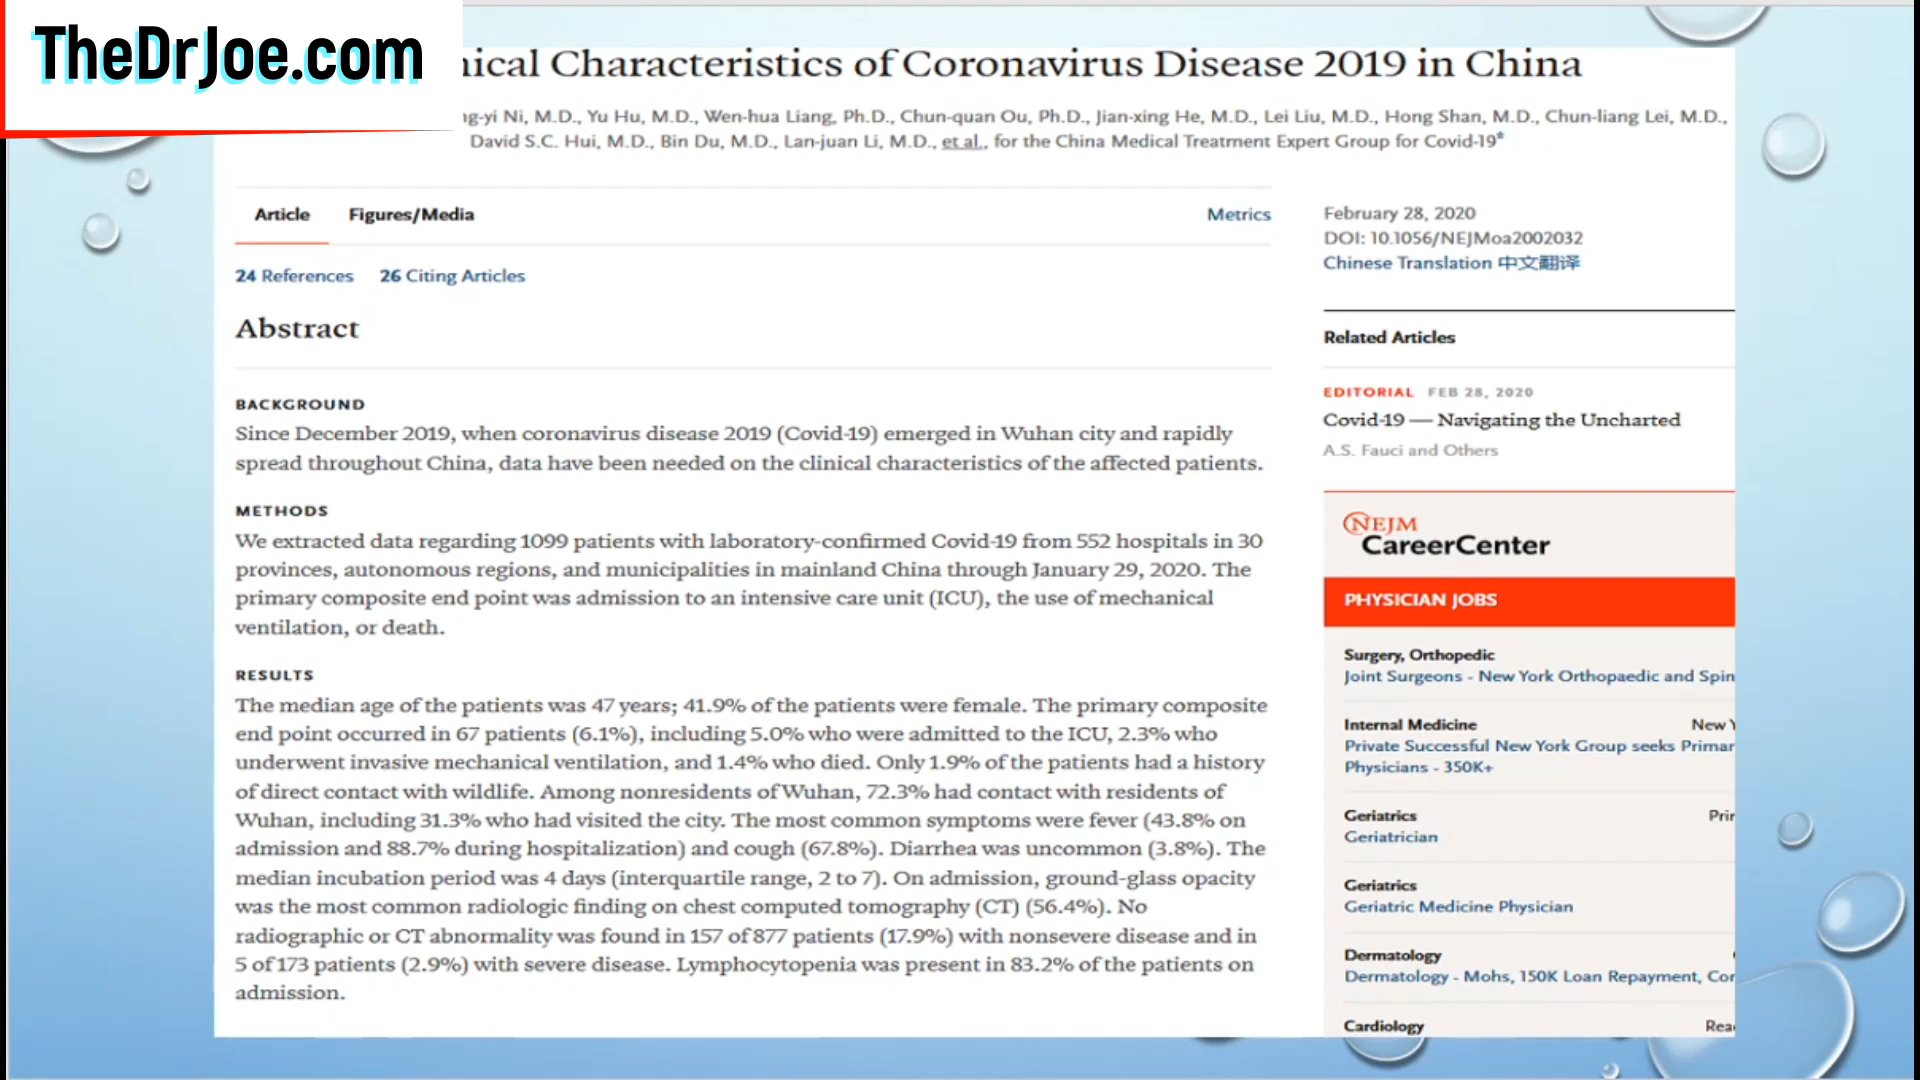 TheDrJoe.com
nical Characteristics of Coronavirus Disease 2019 in China
ng-yi Ni, M.D., Yu Hu, M.D., Wen-hua Liang, Ph.D., Chun-quan Ou, Ph.D., Jian-xing He, M.D., Lei Liu, M.D., Hong Shan, M.D., Chun-liang Lei, M.D.,
David S.C. Hui, M.D., Bin Du, M.D., Lan-juan Li, M.D., et al., for the China Medical Treatment Expert Group for Covid-19*
Article Figures/Media Metrics
24 References 26 Citing Articles
Abstract
BACKGROUND
Since December 2019, when coronavirus disease 2019 (Covid-19) emerged in Wuhan city and rapidly
spread throughout China, data have been needed on the clinical characteristics of the affected patients.
METHODS
We extracted data regarding 1099 patients with laboratory-confirmed Covid-19 from 552 hospitals in 30
provinces, autonomous regions, and municipalities in mainland China through January 29, 2020. The
primary composite end point was admission to an intensive care unit (ICU), the use of mechanical
ventilation, or death.
RESULTS
The median age of the patients was 47 years; 41.9% of the patients were female. The primary composite
end point occurred in 67 patients (6.1%), including 5.0% who were admitted to the ICU, 2.3% who
underwent invasive mechanical ventilation, and 1.4% who died. Only 1.9% of the patients had a history
of direct contact with wildlife. Among nonresidents of Wuhan, 72.3% had contact with residents of
Wuhan, including 31.3% who had visited the city. The most common symptoms were fever (43.8% on
admission and 88.7% during hospitalization) and cough (67.8%). Diarrhea was uncommon (3.8%). The
median incubation period was 4 days (interquartile range, 2 to 7). On admission, ground-glass opacity
was the most common radiologic finding on chest computed tomography (CT) (56.4%). No
radiographic or CT abnormality was found in 157 of 877 patients (17.9%) with nonsevere disease and in
5 of 173 patients (2.9%) with severe disease. Lymphocytopenia was present in 83.2% of the patients on
admission.
February 28, 2020
DOI: 10.1056/NEJMoa2002032
Chinese Translation 中文翻译
Related Articles
EDITORIAL FEB 28, 2020
Covid-19 — Navigating the Uncharted
A.S. Fauci and Others
NEJM
CareerCenter
PHYSICIAN JOBS
Surgery, Orthopedic
Joint Surgeons - New York Orthopaedic and Spin
Internal Medicine New Y
Private Successful New York Group seeks Primar
Physicians - 350K+
Geriatrics Prin
Geriatrician
Geriatrics
Geriatric Medicine Physician
Dermatology
Dermatology - Mohs, 150K Loan Repayment, Cor
Cardiology Rea